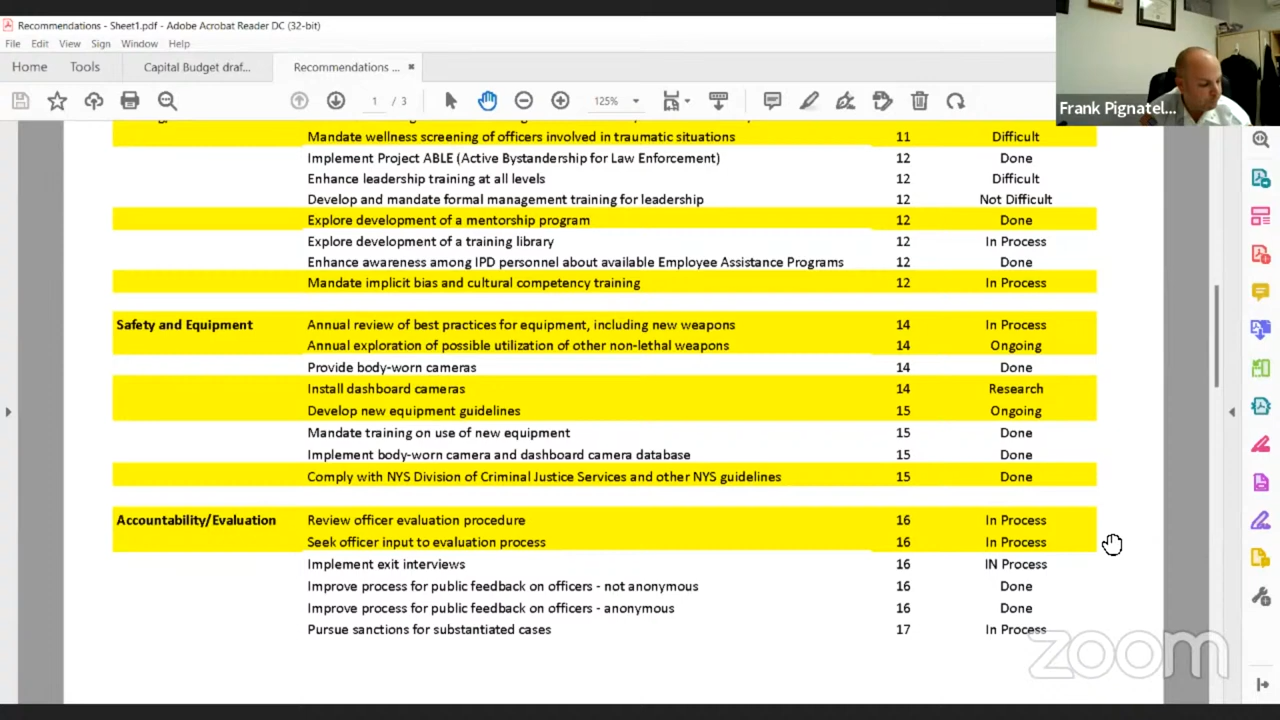 Recommendations - Sheet1.pdf - Adobe Acrobat Reader DC (32-bit)
File Edit View Sign Window Help
Home Tools Capital Budget draf... Recommendations ... ×
1 / 3 125%
Frank Pignatel...
Mandate wellness screening of officers involved in traumatic situations 11 Difficult
Implement Project ABLE (Active Bystandership for Law Enforcement) 12 Done
Enhance leadership training at all levels 12 Difficult
Develop and mandate formal management training for leadership 12 Not Difficult
Explore development of a mentorship program 12 Done
Explore development of a training library 12 In Process
Enhance awareness among IPD personnel about available Employee Assistance Programs 12 Done
Mandate implicit bias and cultural competency training 12 In Process
Safety and Equipment Annual review of best practices for equipment, including new weapons 14 In Process
Annual exploration of possible utilization of other non-lethal weapons 14 Ongoing
Provide body-worn cameras 14 Done
Install dashboard cameras 14 Research
Develop new equipment guidelines 15 Ongoing
Mandate training on use of new equipment 15 Done
Implement body-worn camera and dashboard camera database 15 Done
Comply with NYS Division of Criminal Justice Services and other NYS guidelines 15 Done
Accountability/Evaluation Review officer evaluation procedure 16 In Process
Seek officer input to evaluation process 16 In Process
Implement exit interviews 16 IN Process
Improve process for public feedback on officers - not anonymous 16 Done
Improve process for public feedback on officers - anonymous 16 Done
Pursue sanctions for substantiated cases 17 In Process
zoom